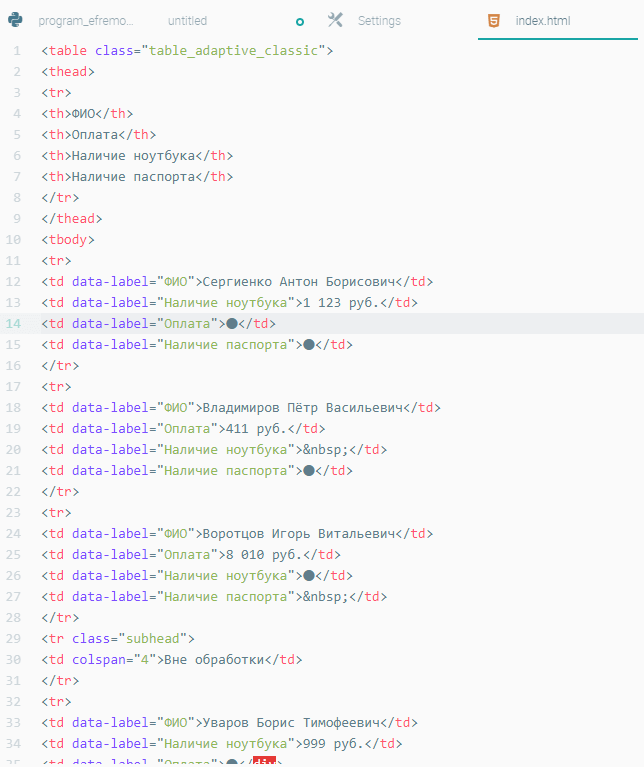 program_efremo... untitled Settings index.html
1 <table class="table_adaptive_classic">
2 <thead>
3 <tr>
4 <th>ФИО</th>
5 <th>Оплата</th>
6 <th>Наличие ноутбука</th>
7 <th>Наличие паспорта</th>
8 </tr>
9 </thead>
10 <tbody>
11 <tr>
12 <td data-label="ФИО">Сергиенко Антон Борисович</td>
13 <td data-label="Наличие ноутбука">1 123 руб.</td>
14 <td data-label="Оплата">●</td>
15 <td data-label="Наличие паспорта">●</td>
16 </tr>
17 <tr>
18 <td data-label="ФИО">Владимиров Пётр Васильевич</td>
19 <td data-label="Оплата">411 руб.</td>
20 <td data-label="Наличие ноутбука">&nbsp;</td>
21 <td data-label="Наличие паспорта">●</td>
22 </tr>
23 <tr>
24 <td data-label="ФИО">Воротцов Игорь Витальевич</td>
25 <td data-label="Оплата">8 010 руб.</td>
26 <td data-label="Наличие ноутбука">●</td>
27 <td data-label="Наличие паспорта">&nbsp;</td>
28 </tr>
29 <tr class="subhead">
30 <td colspan="4">Вне обработки</td>
31 </tr>
32 <tr>
33 <td data-label="ФИО">Уваров Борис Тимофеевич</td>
34 <td data-label="Наличие ноутбука">999 руб.</td>
35 <td data-label="Оплата">●</div>